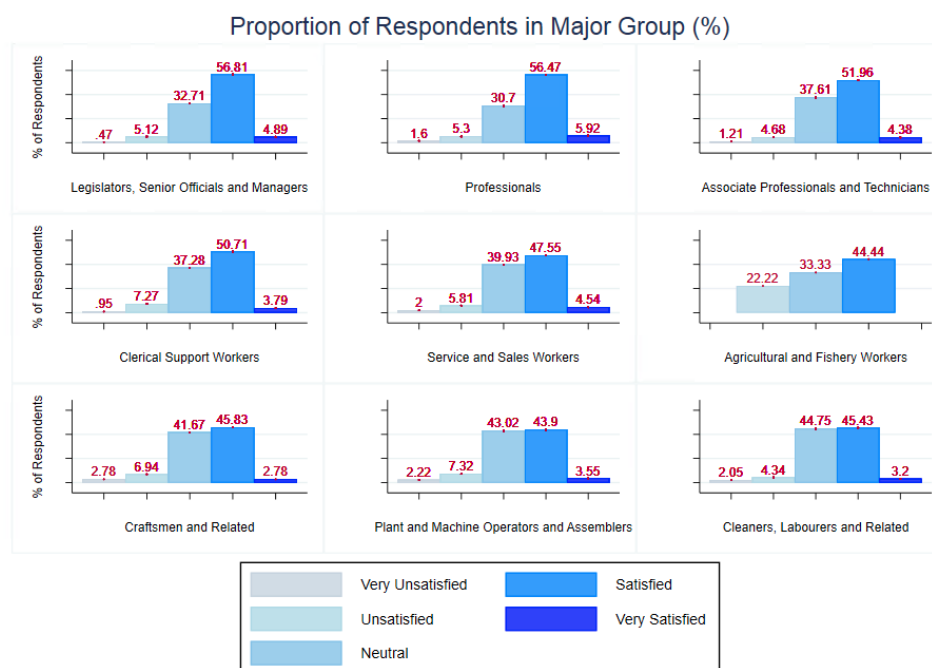 Proportion of Respondents in Major Group (%)
% of Respondents
.47 5.12 32.71 56.81 4.89
Legislators, Senior Officials and Managers
1.6 5.3 30.7 56.47 5.92
Professionals
1.21 4.68 37.61 51.96 4.38
Associate Professionals and Technicians
% of Respondents
.95 7.27 37.28 50.71 3.79
Clerical Support Workers
2 5.81 39.93 47.55 4.54
Service and Sales Workers
22.22 33.33 44.44
Agricultural and Fishery Workers
% of Respondents
2.78 6.94 41.67 45.83 2.78
Craftsmen and Related
2.22 7.32 43.02 43.9 3.55
Plant and Machine Operators and Assemblers
2.05 4.34 44.75 45.43 3.2
Cleaners, Labourers and Related
Very Unsatisfied
Satisfied
Unsatisfied
Very Satisfied
Neutral